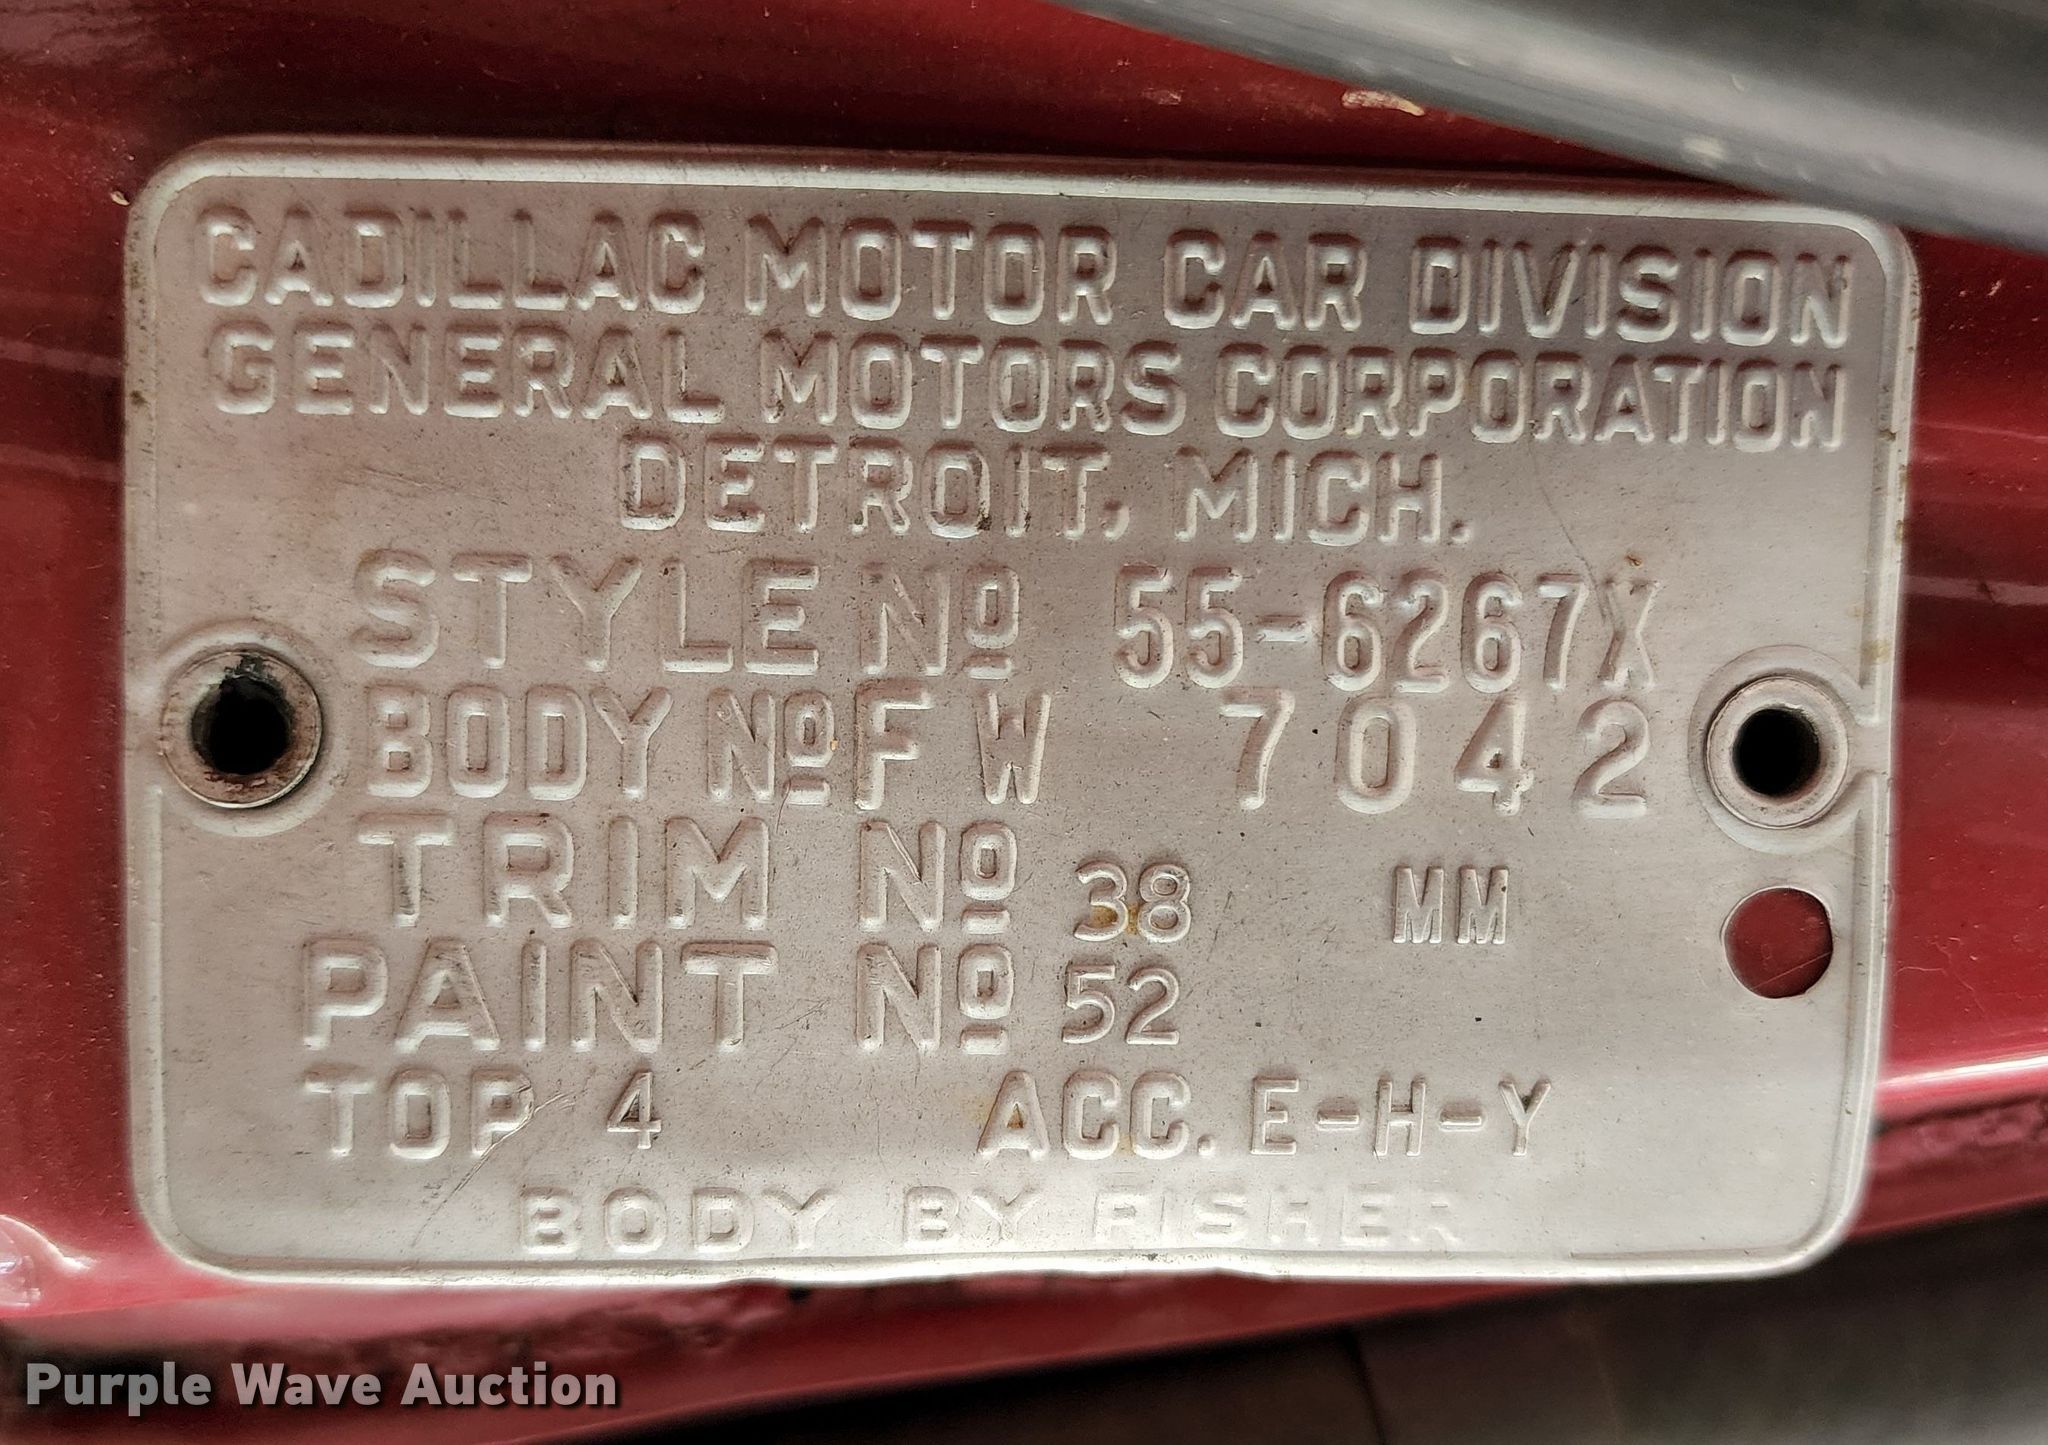 CADILLAC MOTOR CAR DIVISION
GENERAL MOTORS CORPORATION
DETROIT, MICH.
STYLE Nº 55-6267X
BODY Nº FW 7042
TRIM Nº 38 MM
PAINT Nº 52
TOP 4 ACC. E-H-Y
BODY BY FISHER
Purple Wave Auction